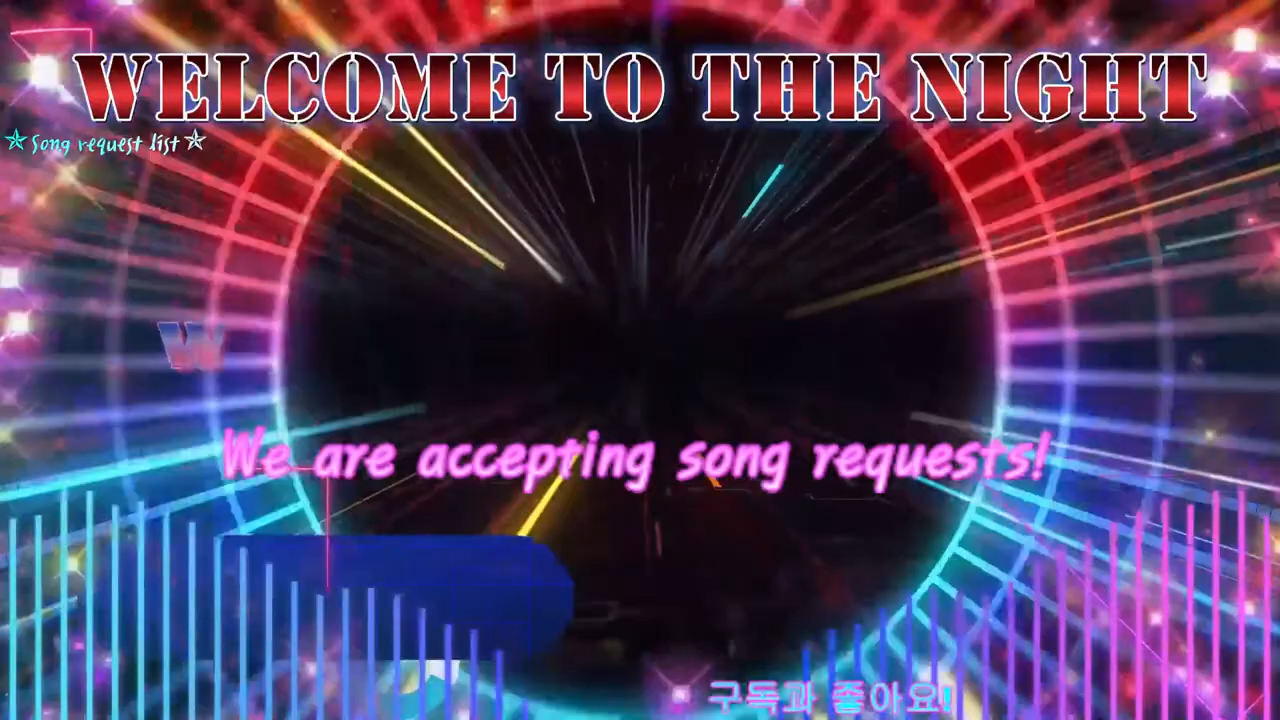 WELCOME TO THE NIGHT
☆Song request list☆
W
We are accepting song requests!
구독과 좋아요!